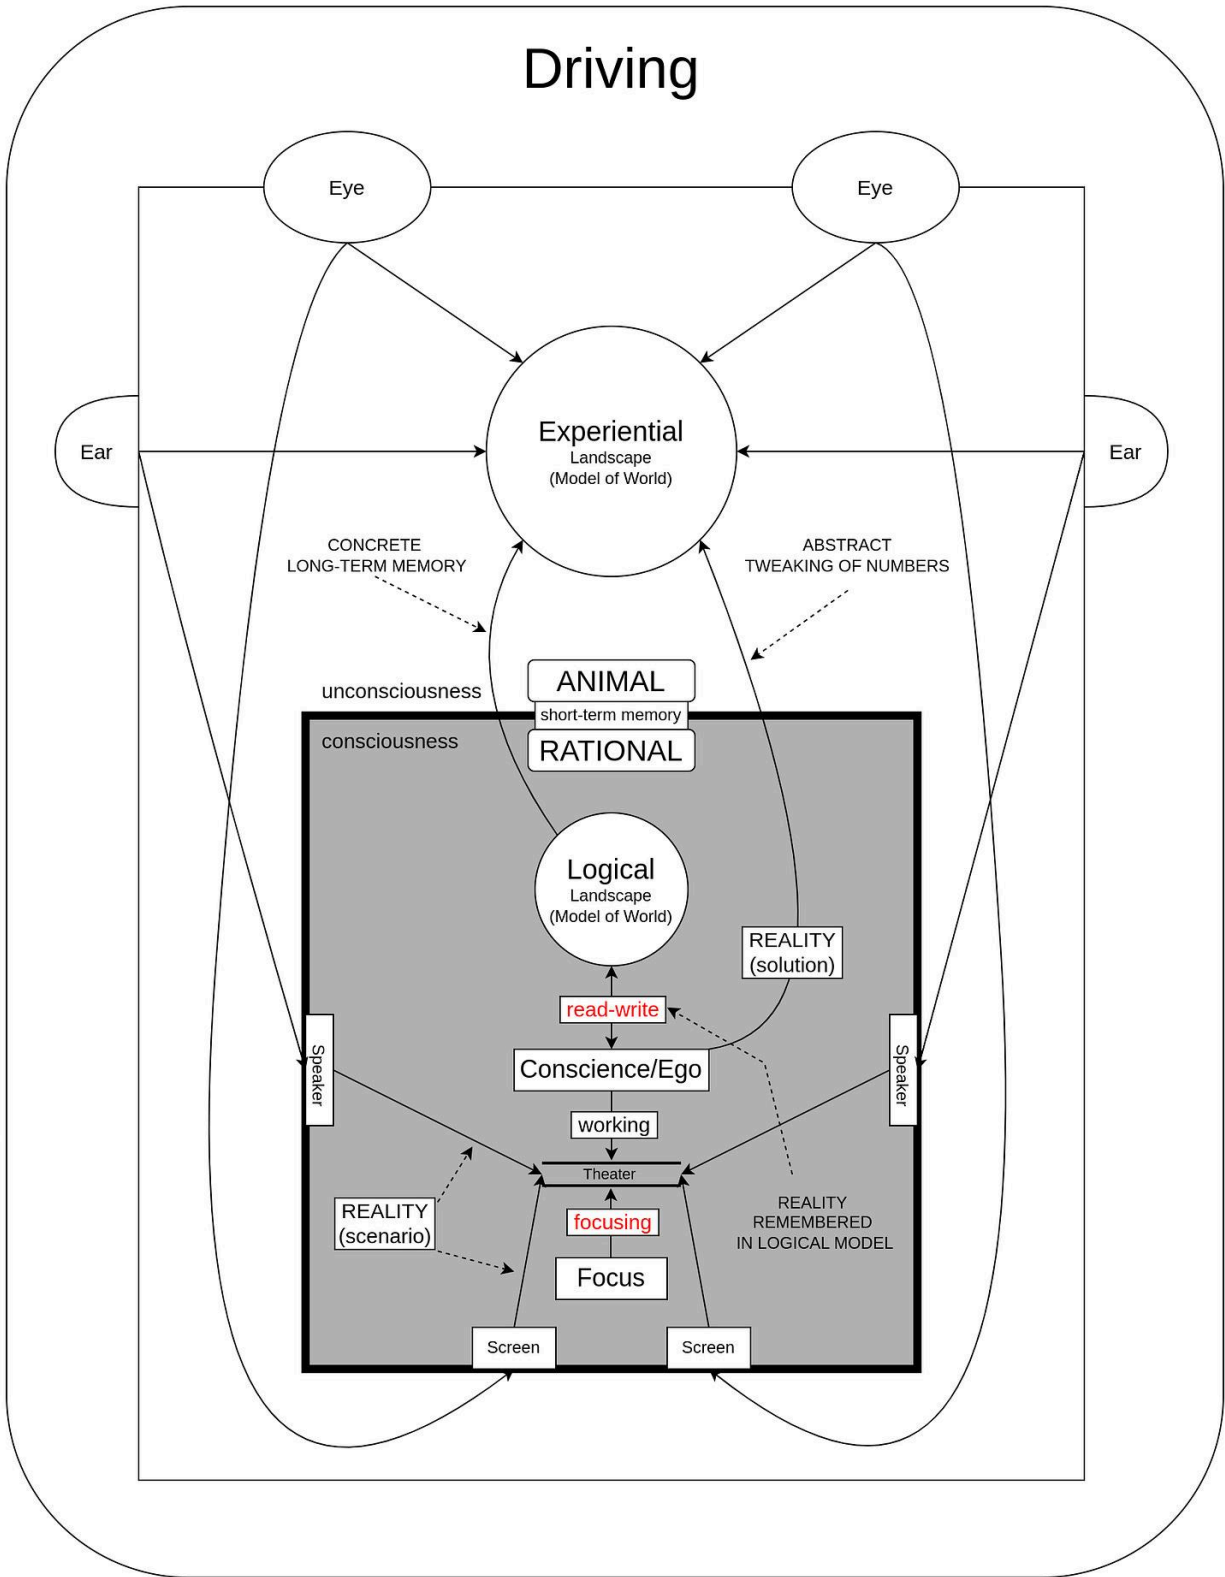 Driving
Eye
Eye
Ear
Experiential
Landscape
(Model of World)
Ear
CONCRETE
LONG-TERM MEMORY
ABSTRACT
TWEAKING OF NUMBERS
unconsciousness
ANIMAL
short-term memory
consciousness
RATIONAL
Logical
Landscape
(Model of World)
REALITY
(solution)
read-write
Speaker
Conscience/Ego
Speaker
working
Theater
REALITY
(scenario)
focusing
REALITY
REMEMBERED
IN LOGICAL MODEL
Focus
Screen
Screen